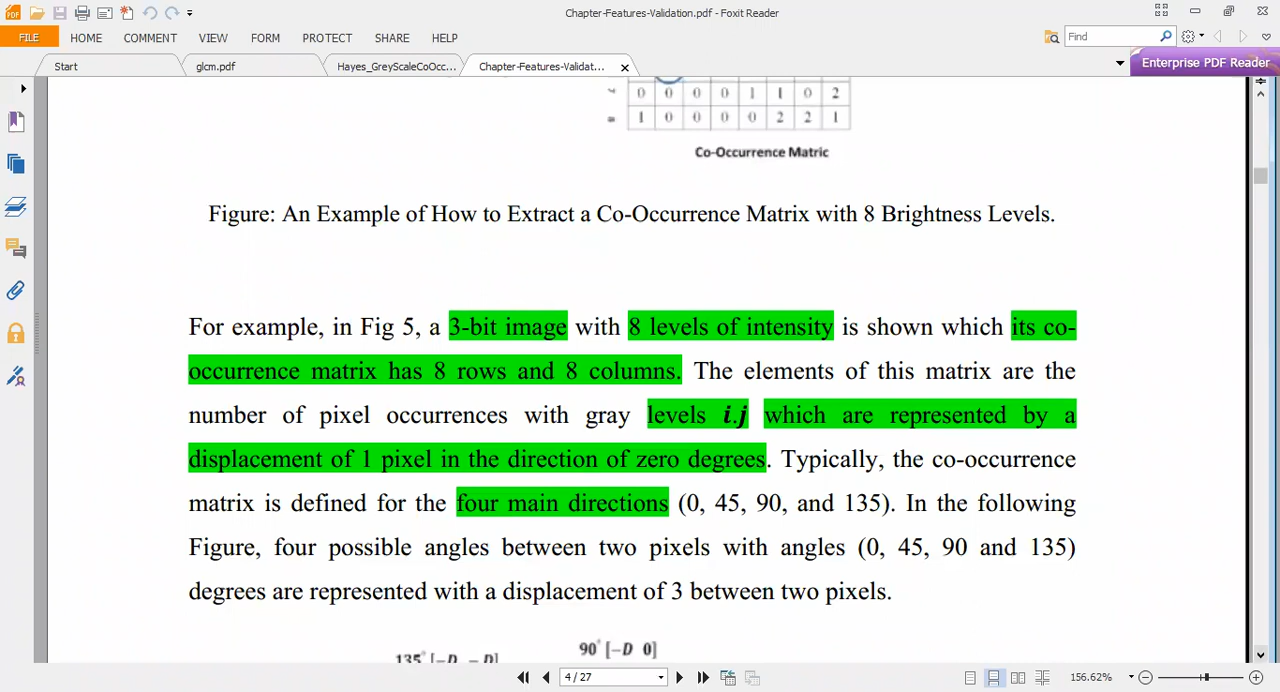 Chapter-Features-Validation.pdf - Foxit Reader
FILE HOME COMMENT VIEW FORM PROTECT SHARE HELP
Find
Start glcm.pdf Hayes_GreyScaleCoOcc... Chapter-Features-Validat...
Enterprise PDF Reader
0 0 0 0 1 1 0 2
8 1 0 0 0 0 2 2 1
Co-Occurrence Matric
Figure: An Example of How to Extract a Co-Occurrence Matrix with 8 Brightness Levels.
For example, in Fig 5, a 3-bit image with 8 levels of intensity is shown which its co-
occurrence matrix has 8 rows and 8 columns. The elements of this matrix are the
number of pixel occurrences with gray levels i.j which are represented by a
displacement of 1 pixel in the direction of zero degrees. Typically, the co-occurrence
matrix is defined for the four main directions (0, 45, 90, and 135). In the following
Figure, four possible angles between two pixels with angles (0, 45, 90 and 135)
degrees are represented with a displacement of 3 between two pixels.
90° [−D 0]
135° [−D −D]
4 / 27
156.62%